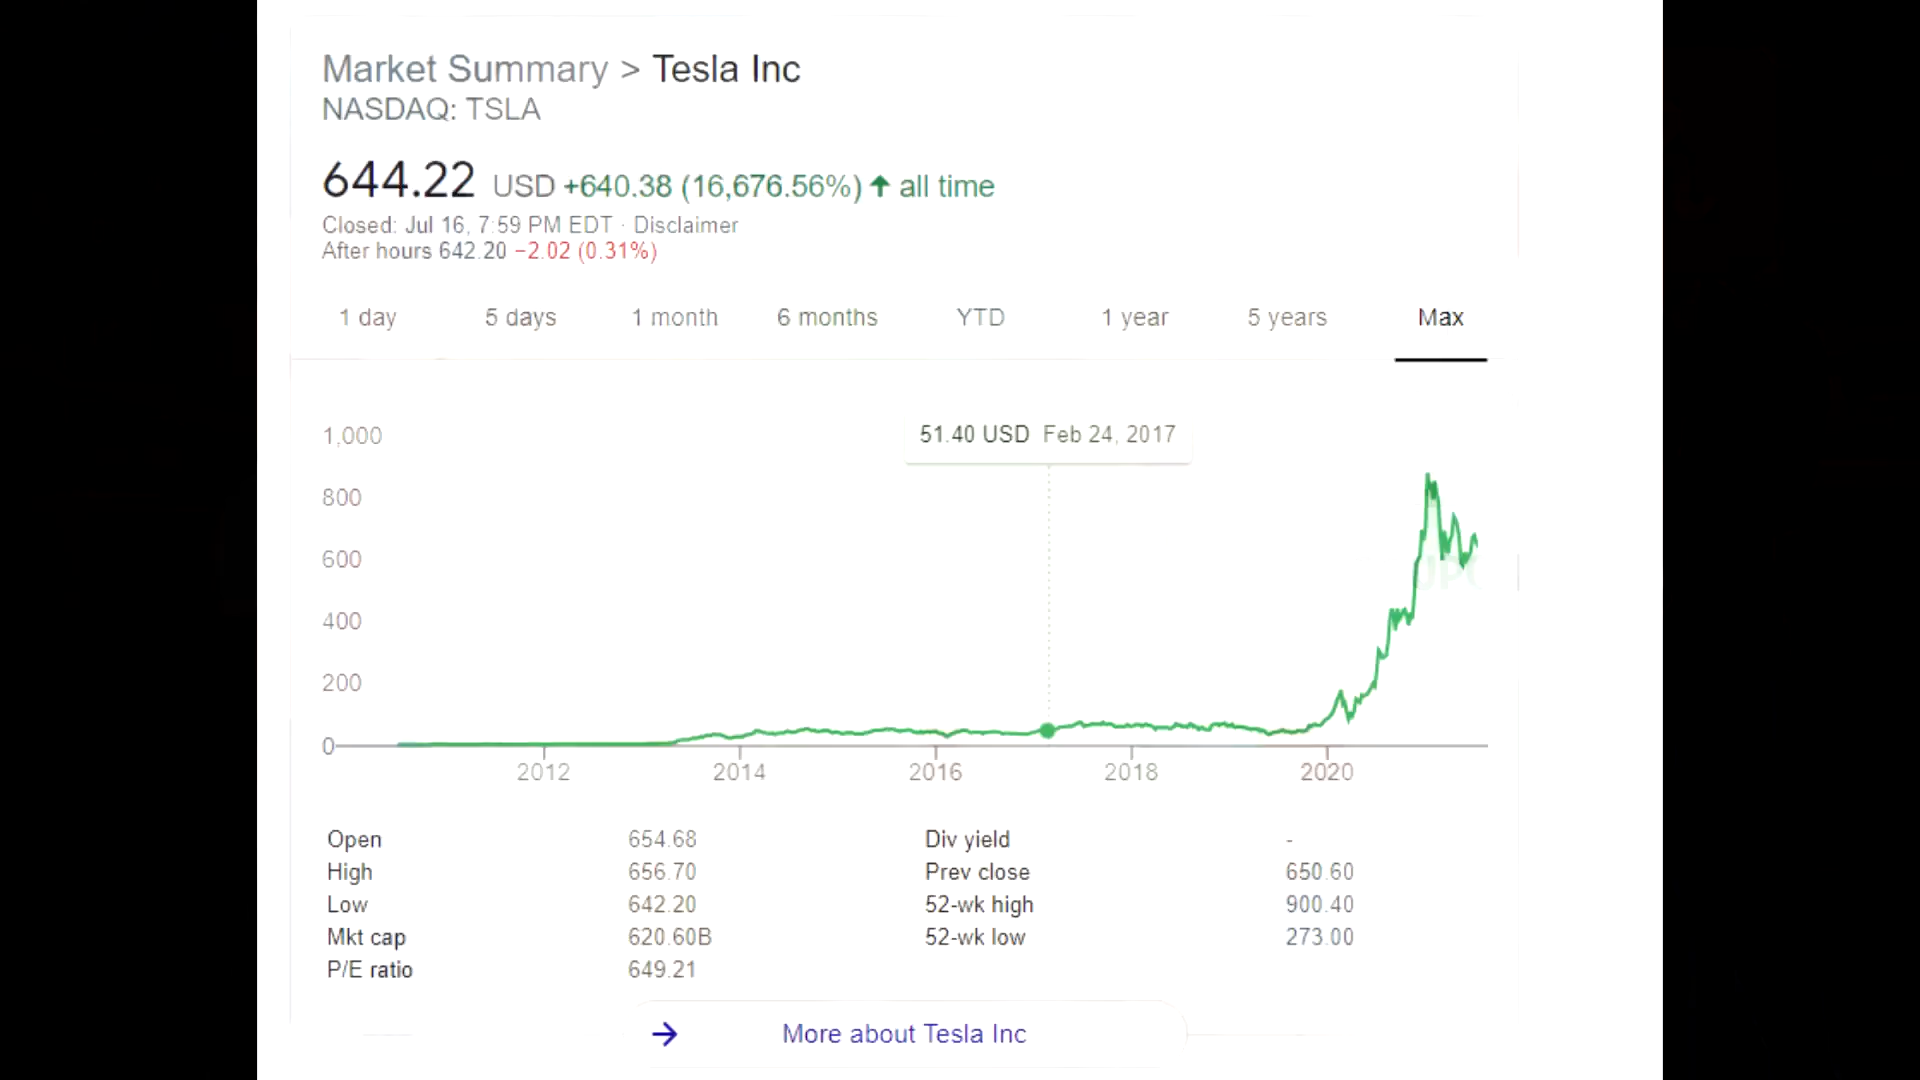 Market Summary > Tesla Inc
NASDAQ: TSLA
644.22 USD +640.38 (16,676.56%) ↑ all time
Closed: Jul 16, 7:59 PM EDT · Disclaimer
After hours 642.20 −2.02 (0.31%)
1 day 5 days 1 month 6 months YTD 1 year 5 years Max
51.40 USD Feb 24, 2017
1,000
800
600
400
200
0
2012 2014 2016 2018 2020
Open 654.68 Div yield -
High 656.70 Prev close 650.60
Low 642.20 52-wk high 900.40
Mkt cap 620.60B 52-wk low 273.00
P/E ratio 649.21
→ More about Tesla Inc